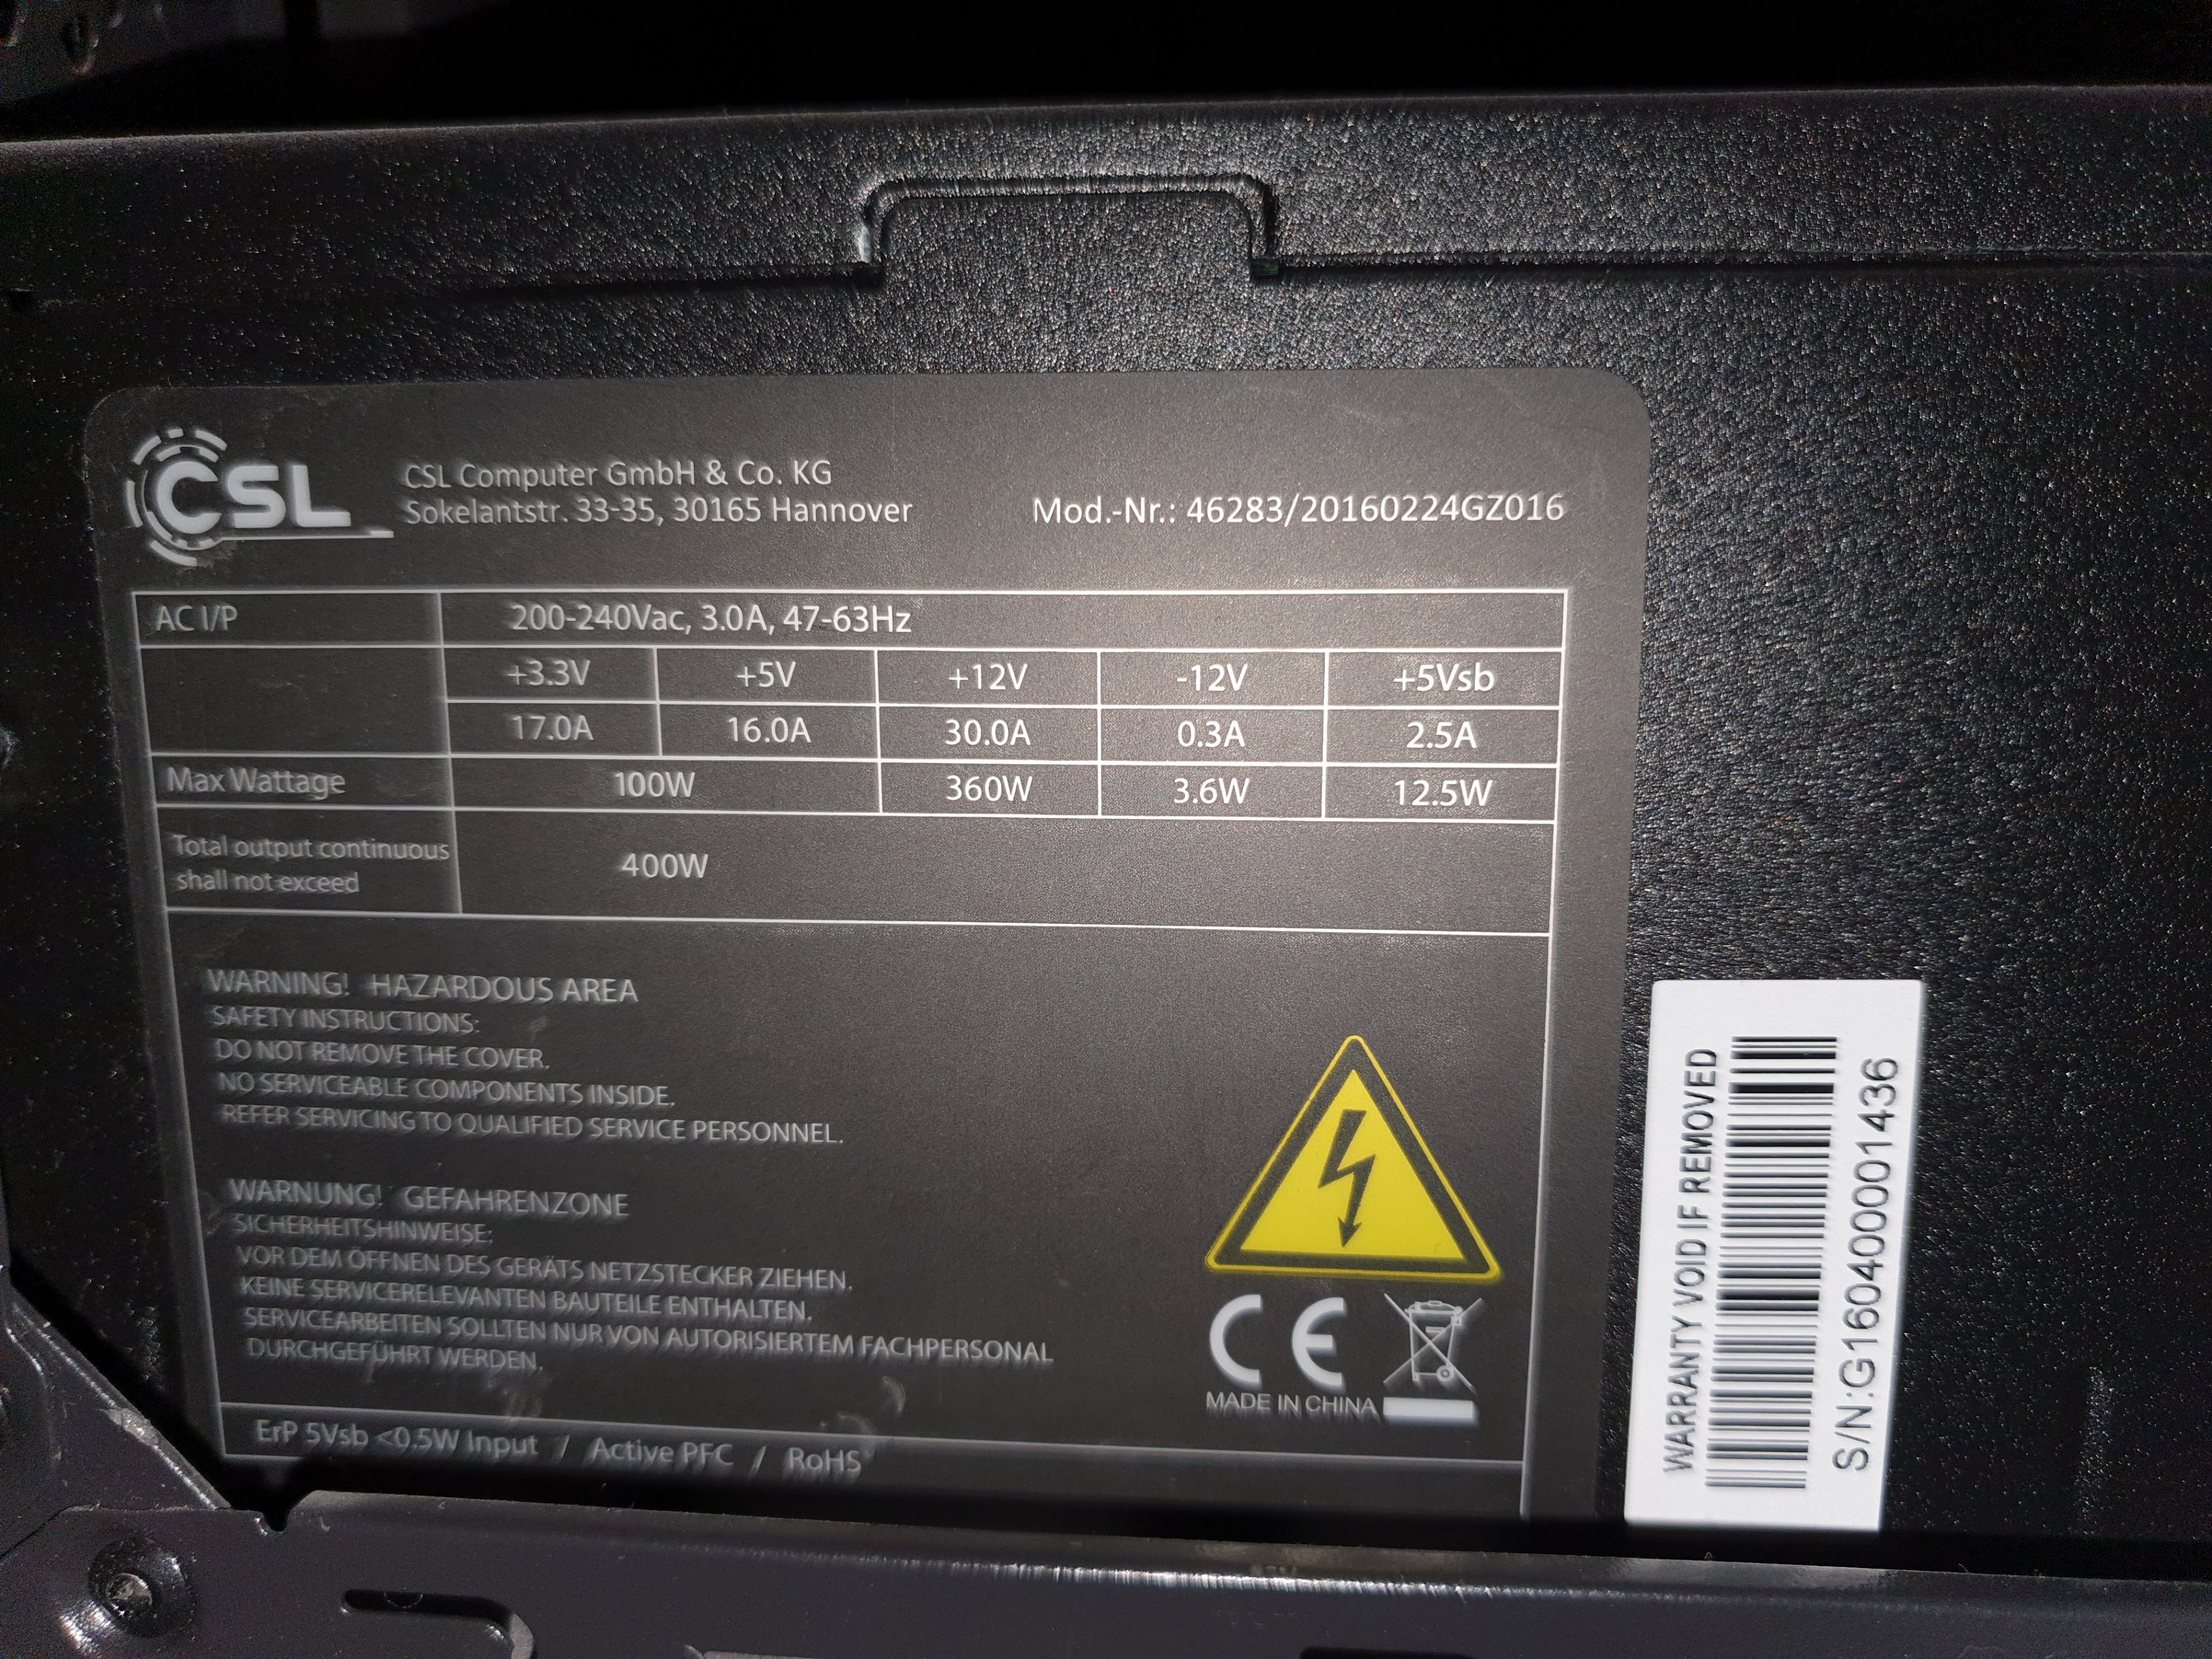 CSL
CSL Computer GmbH & Co. KG
Sokelantstr. 33-35, 30165 Hannover
Mod.-Nr.: 46283/20160224GZ016
AC I/P 200-240Vac, 3.0A, 47-63Hz
+3.3V +5V +12V -12V +5Vsb
17.0A 16.0A 30.0A 0.3A 2.5A
Max Wattage 100W 360W 3.6W 12.5W
Total output continuous
shall not exceed
400W
WARNING! HAZARDOUS AREA
SAFETY INSTRUCTIONS:
DO NOT REMOVE THE COVER.
NO SERVICEABLE COMPONENTS INSIDE.
REFER SERVICING TO QUALIFIED SERVICE PERSONNEL.
WARNUNG! GEFAHRENZONE
SICHERHEITSHINWEISE:
VOR DEM ÖFFNEN DES GERÄTS NETZSTECKER ZIEHEN.
KEINE SERVICERELEVANTEN BAUTEILE ENTHALTEN.
SERVICEARBEITEN SOLLTEN NUR VON AUTORISIERTEM FACHPERSONAL
DURCHGEFÜHRT WERDEN.
CE
MADE IN CHINA
ErP 5Vsb <0.5W Input / Active PFC / RoHS
WARRANTY VOID IF REMOVED
S/N:G16040001436